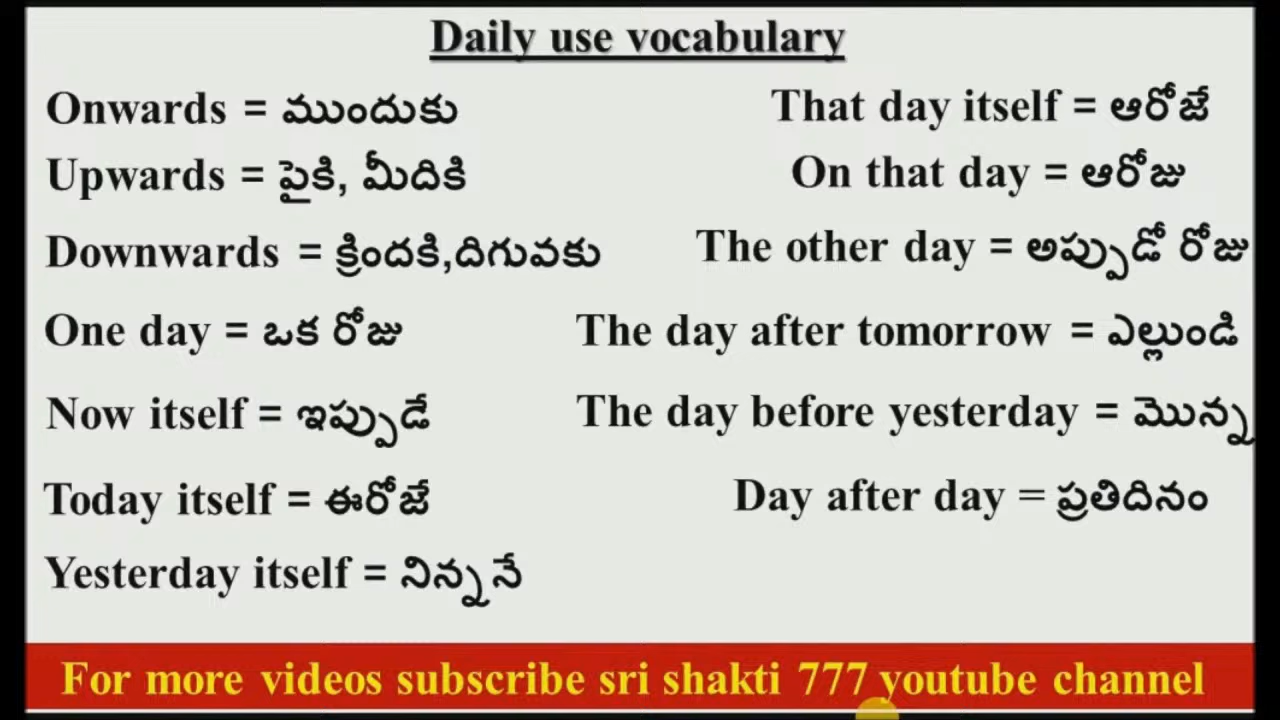 Daily use vocabulary
Onwards = ముందుకు
Upwards = పైకి, మీదికి
Downwards = క్రిందకి,దిగువకు
One day = ఒక రోజు
Now itself = ఇప్పుడే
Today itself = ఈరోజే
Yesterday itself = నిన్ననే
That day itself = ఆరోజే
On that day = ఆరోజు
The other day = అప్పుడో రోజు
The day after tomorrow = ఎల్లుండి
The day before yesterday = మొన్న
Day after day = ప్రతిదినం
For more videos subscribe sri shakti 777 youtube channel